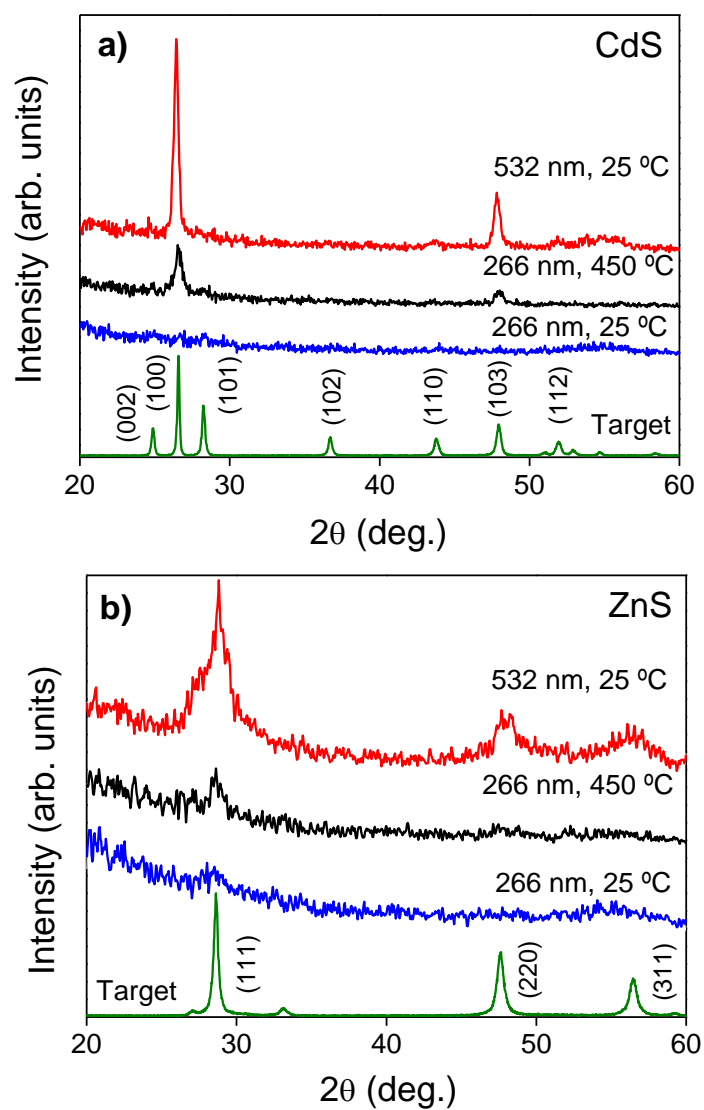 a)
CdS
532 nm, 25 ºC
266 nm, 450 ºC
266 nm, 25 ºC
Target
(002)
(100)
(101)
(102)
(110)
(103)
(112)
20 30 40 50 60
2θ (deg.)
Intensity (arb. units)
b)
ZnS
532 nm, 25 ºC
266 nm, 450 ºC
266 nm, 25 ºC
Target
(111)
(220)
(311)
20 30 40 50 60
2θ (deg.)
Intensity (arb. units)